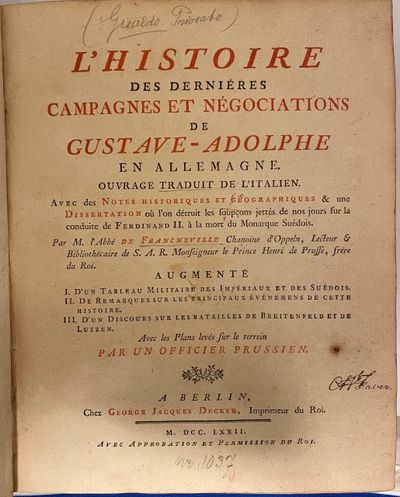 (Gualdo Priorato)
L'HISTOIRE
DES DERNIÉRES
CAMPAGNES ET NÉGOCIATIONS
DE
GUSTAVE-ADOLPHE
EN ALLEMAGNE.
OUVRAGE TRADUIT DE L'ITALIEN.
AVEC DES NOTES HISTORIQUES ET GÉOGRAPHIQUES & une
DISSERTATION où l'on détruit les soupçons jettés de nos jours sur la
conduite de FERDINAND II. à la mort du Monarque Suédois.
Par M. l'Abbé DE FRANCHEVILLE Chanoine d'Oppeln, Lecteur &
Bibliothécaire de S. A. R. Monseigneur le Prince Henri de Prusse, frère
du Roi.
AUGMENTÉ
I. D'UN TABLEAU MILITAIRE DES IMPÉRIAUX ET DES SUÉDOIS.
II. DE REMARQUES SUR LES PRINCIPAUX ÉVÉNEMENS DE CETTE
HISTOIRE.
III. D'UN DISCOURS SUR LES BATAILLES DE BREITENFELD ET DE
LUTZEN.
Avec les Plans levés sur le terrein
PAR UN OFFICIER PRUSSIEN.
A BERLIN,
Chez GEORGE JACQUES DECKER, Imprimeur du Roi.
M. DCC. LXXII.
AVEC APPROBATION ET PERMISSION DU ROI.
nr. 1037